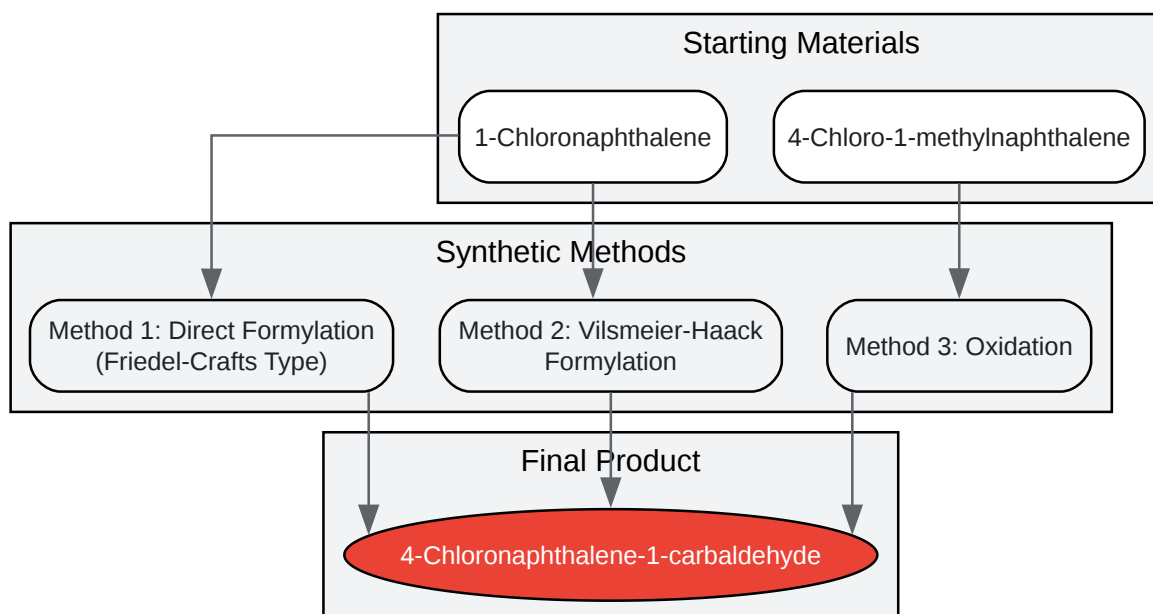 Starting Materials
1-Chloronaphthalene
4-Chloro-1-methylnaphthalene
Synthetic Methods
Method 1: Direct Formylation
(Friedel-Crafts Type)
Method 2: Vilsmeier-Haack
Formylation
Method 3: Oxidation
Final Product
4-Chloronaphthalene-1-carbaldehyde